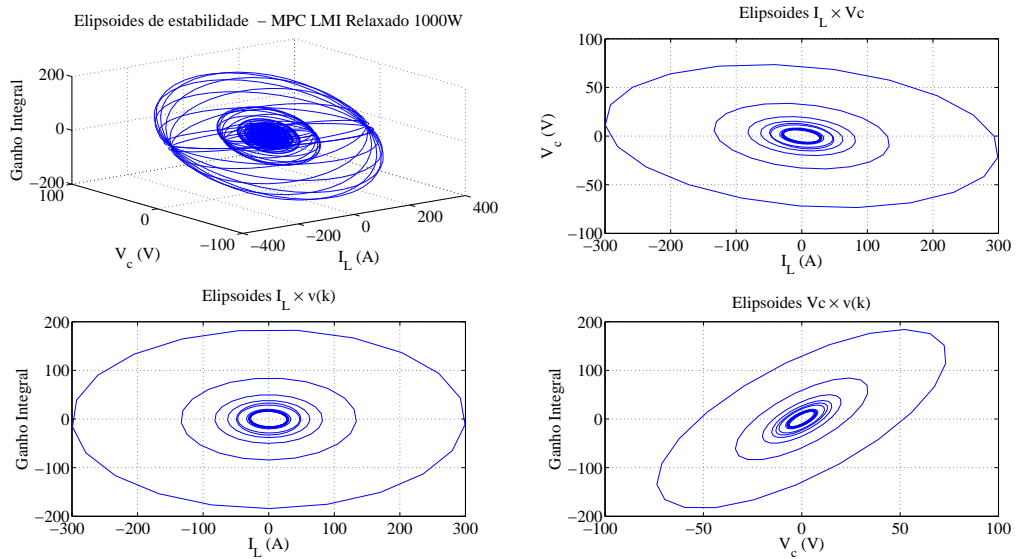 Elipsoides de estabilidade − MPC LMI Relaxado 1000W
Ganho Integral
200
0
−200
100
0
−100
V_c (V)
−400
−200
0
200
400
I_L (A)
Elipsoides I_L × Vc
V_c (V)
100
50
0
−50
−100
−300 −200 −100 0 100 200 300
I_L (A)
Elipsoides I_L × v(k)
Ganho Integral
200
100
0
−100
−200
−300 −200 −100 0 100 200 300
I_L (A)
Elipsoides Vc × v(k)
Ganho Integral
200
100
0
−100
−200
−100 −50 0 50 100
V_c (V)